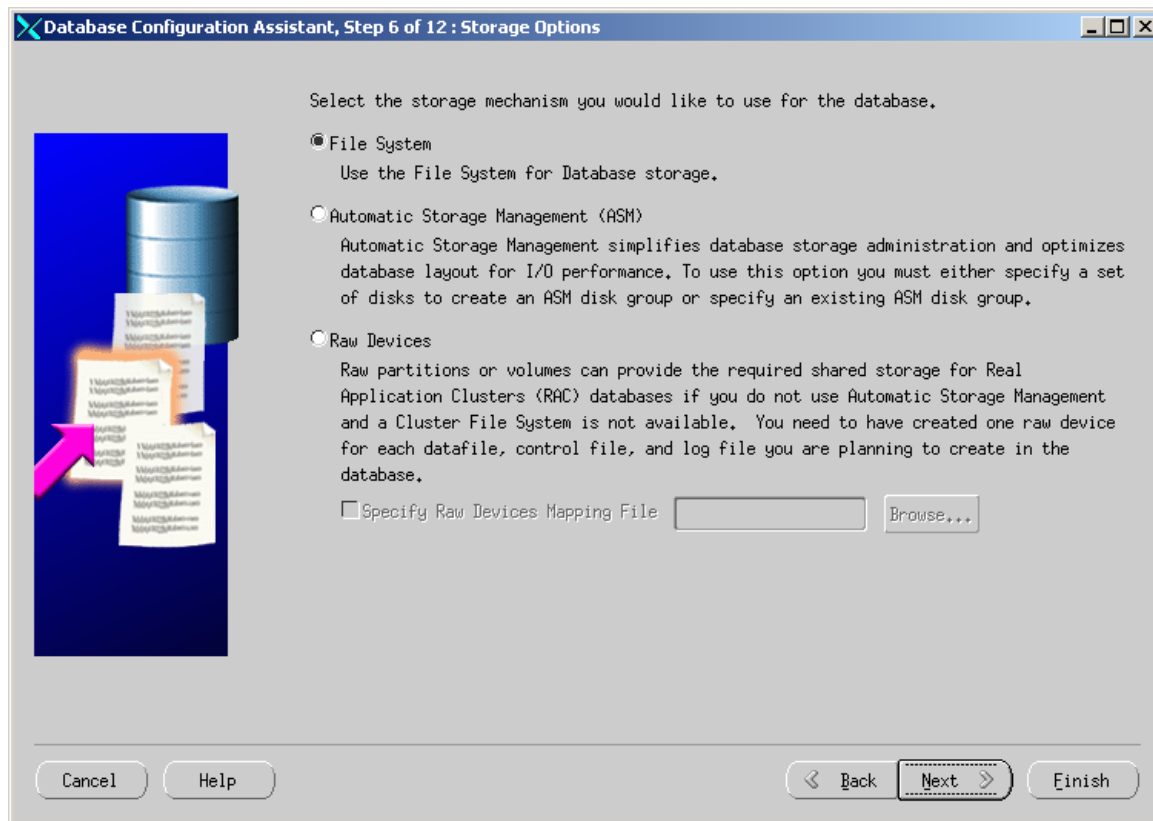 Database Configuration Assistant, Step 6 of 12 : Storage Options
Select the storage mechanism you would like to use for the database.
File System
Use the File System for Database storage.
Automatic Storage Management (ASM)
Automatic Storage Management simplifies database storage administration and optimizes
database layout for I/O performance. To use this option you must either specify a set
of disks to create an ASM disk group or specify an existing ASM disk group.
Raw Devices
Raw partitions or volumes can provide the required shared storage for Real
Application Clusters (RAC) databases if you do not use Automatic Storage Management
and a Cluster File System is not available.  You need to have created one raw device
for each datafile, control file, and log file you are planning to create in the
database.
Specify Raw Devices Mapping File
Browse...
Cancel
Help
Back
Next
Finish